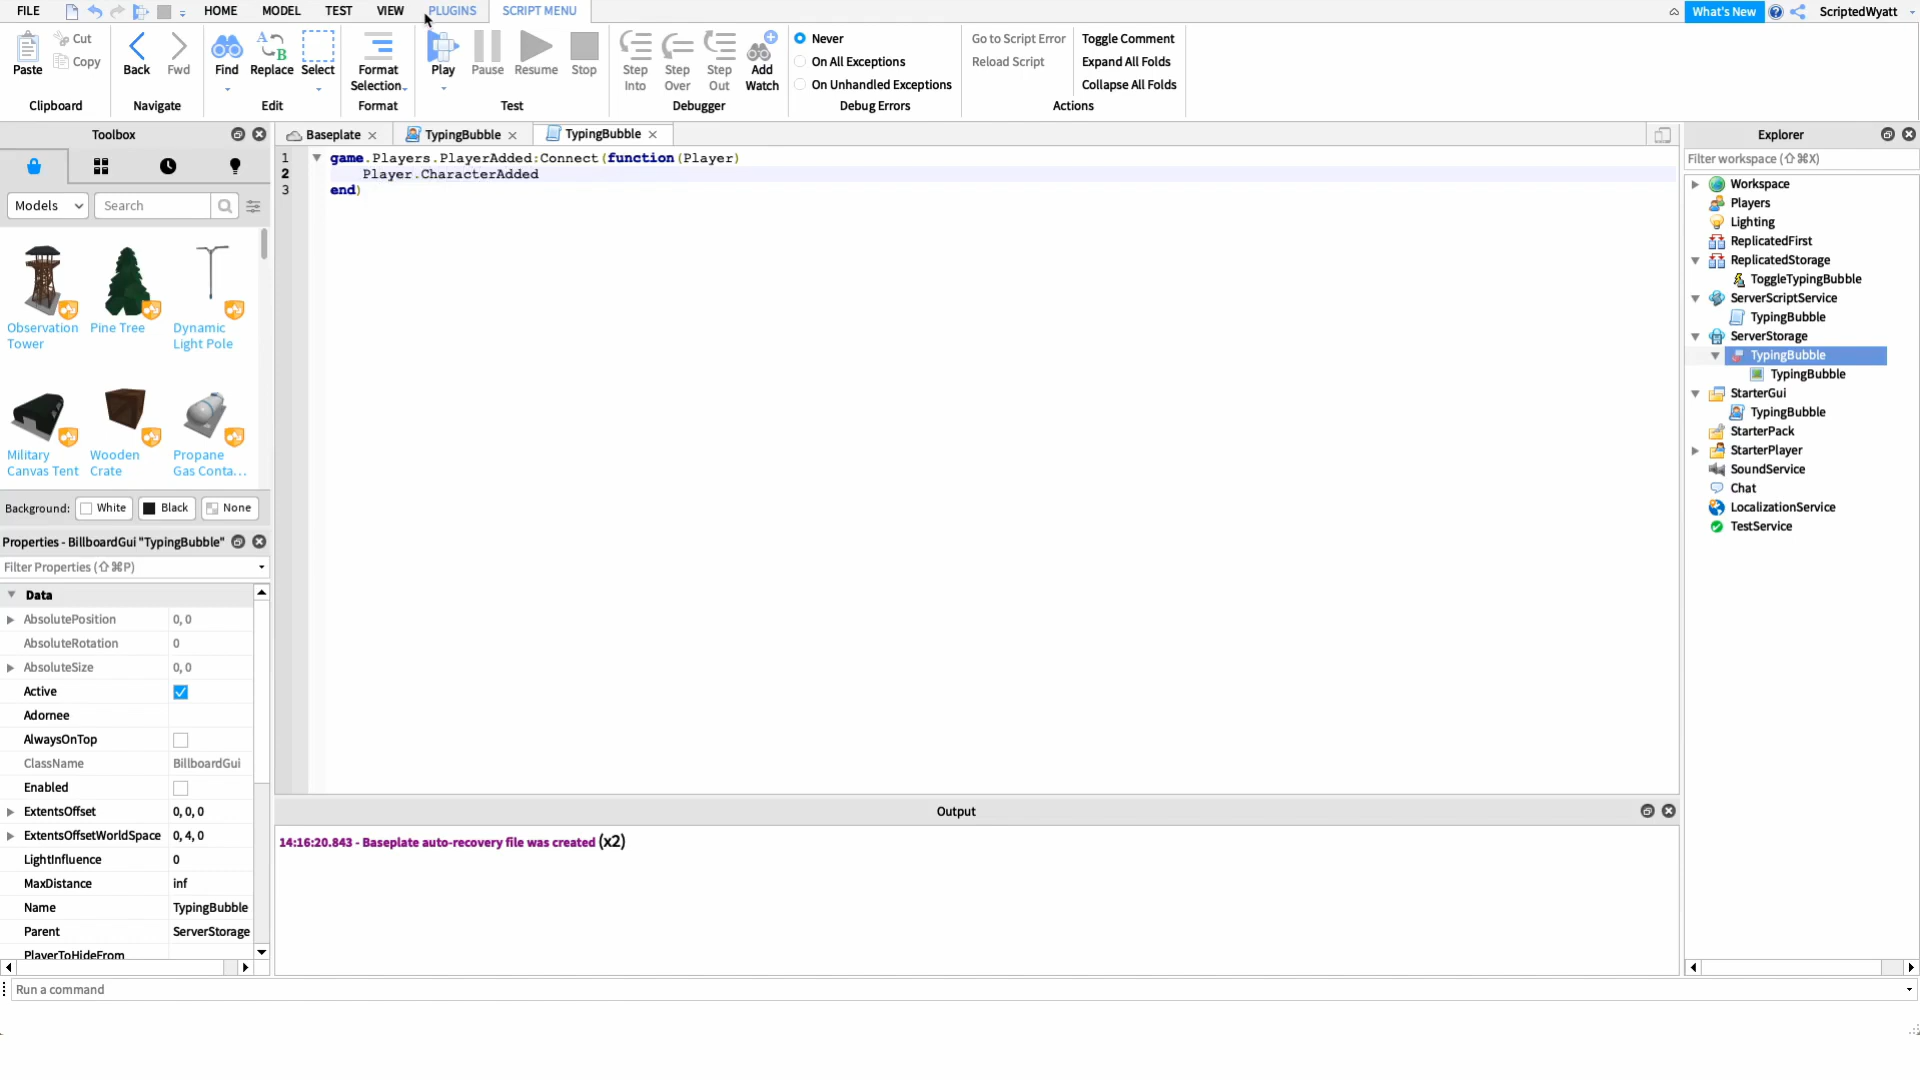 FILE
HOME
MODEL
TEST
VIEW
PLUGINS
SCRIPT MENU
What's New
ScriptedWyatt
Paste
Cut
Copy
Clipboard
Back
Fwd
Navigate
Find
Replace
Select
Edit
Format
Selection
Format
Play
Pause
Resume
Stop
Test
Step
Into
Step
Over
Step
Out
Add
Watch
Debugger
Never
On All Exceptions
On Unhandled Exceptions
Debug Errors
Go to Script Error
Reload Script
Toggle Comment
Expand All Folds
Collapse All Folds
Actions
Toolbox
Models
Search
Observation
Tower
Pine Tree
Dynamic
Light Pole
Military
Canvas Tent
Wooden
Crate
Propane
Gas Conta...
Background:
White
Black
None
Properties - BillboardGui "TypingBubble"
Filter Properties (⇧⌘P)
Data
AbsolutePosition 0, 0
AbsoluteRotation 0
AbsoluteSize 0, 0
Active
Adornee
AlwaysOnTop
ClassName BillboardGui
Enabled
ExtentsOffset 0, 0, 0
ExtentsOffsetWorldSpace 0, 4, 0
LightInfluence 0
MaxDistance inf
Name TypingBubble
Parent ServerStorage
PlayerToHideFrom
Baseplate
TypingBubble
TypingBubble
1 game.Players.PlayerAdded:Connect(function(Player)
2 Player.CharacterAdded
3 end)
Output
14:16:20.843 - Baseplate auto-recovery file was created (x2)
Explorer
Filter workspace (⇧⌘X)
Workspace
Players
Lighting
ReplicatedFirst
ReplicatedStorage
ToggleTypingBubble
ServerScriptService
TypingBubble
ServerStorage
TypingBubble
TypingBubble
StarterGui
TypingBubble
StarterPack
StarterPlayer
SoundService
Chat
LocalizationService
TestService
Run a command